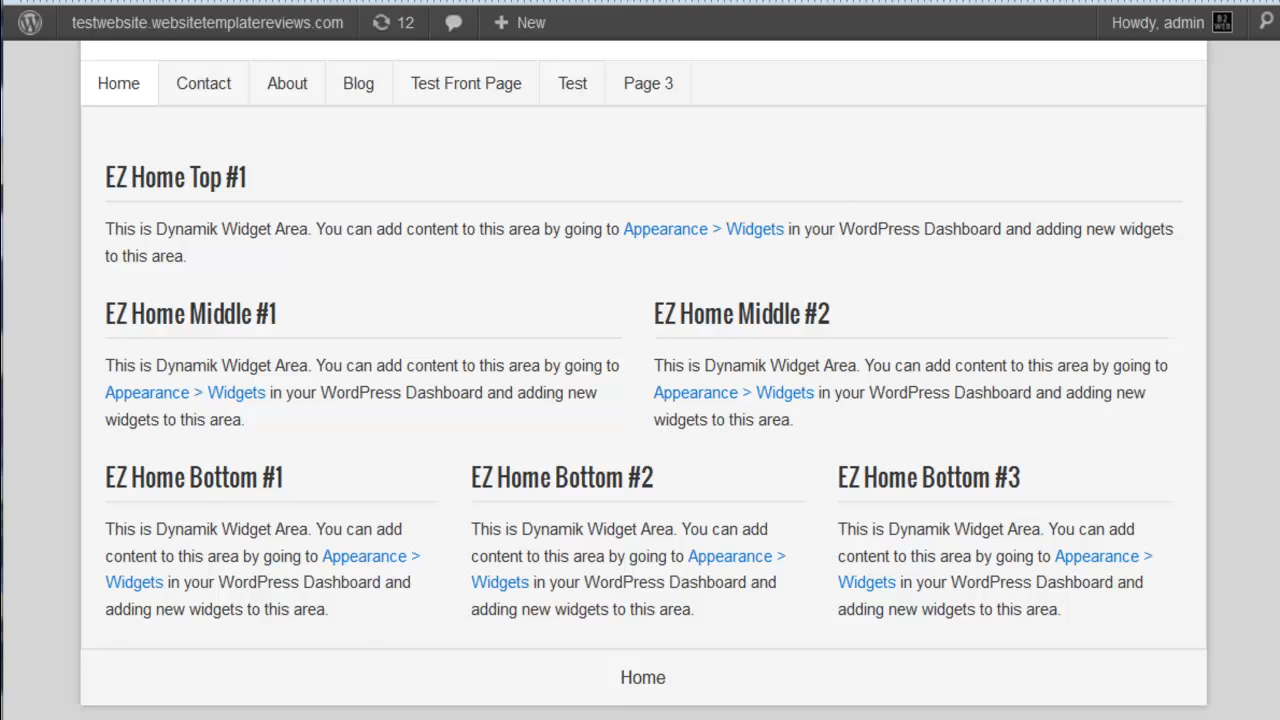 testwebsite.websitetemplatereviews.com 12 New Howdy, admin
Home Contact About Blog Test Front Page Test Page 3
EZ Home Top #1
This is Dynamik Widget Area. You can add content to this area by going to Appearance > Widgets in your WordPress Dashboard and adding new widgets
to this area.
EZ Home Middle #1
This is Dynamik Widget Area. You can add content to this area by going to
Appearance > Widgets in your WordPress Dashboard and adding new
widgets to this area.
EZ Home Middle #2
This is Dynamik Widget Area. You can add content to this area by going to
Appearance > Widgets in your WordPress Dashboard and adding new
widgets to this area.
EZ Home Bottom #1
This is Dynamik Widget Area. You can add
content to this area by going to Appearance >
Widgets in your WordPress Dashboard and
adding new widgets to this area.
EZ Home Bottom #2
This is Dynamik Widget Area. You can add
content to this area by going to Appearance >
Widgets in your WordPress Dashboard and
adding new widgets to this area.
EZ Home Bottom #3
This is Dynamik Widget Area. You can add
content to this area by going to Appearance >
Widgets in your WordPress Dashboard and
adding new widgets to this area.
Home